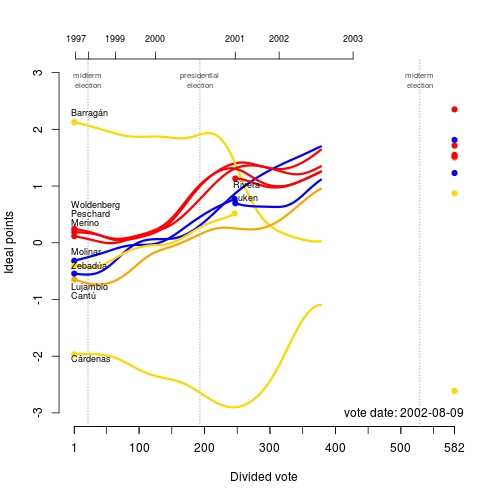 1997 1999 2000 2001 2002 2003
midterm election
presidential election
midterm election
3
2
1
0
-1
-2
-3
Ideal points
Barragán
Woldenberg
Peschard
Merino
Molinar
Zebadúa
Lujambio
Cantú
Cárdenas
Rivera
Luken
vote date: 2002-08-09
1 100 200 300 400 500 582
Divided vote